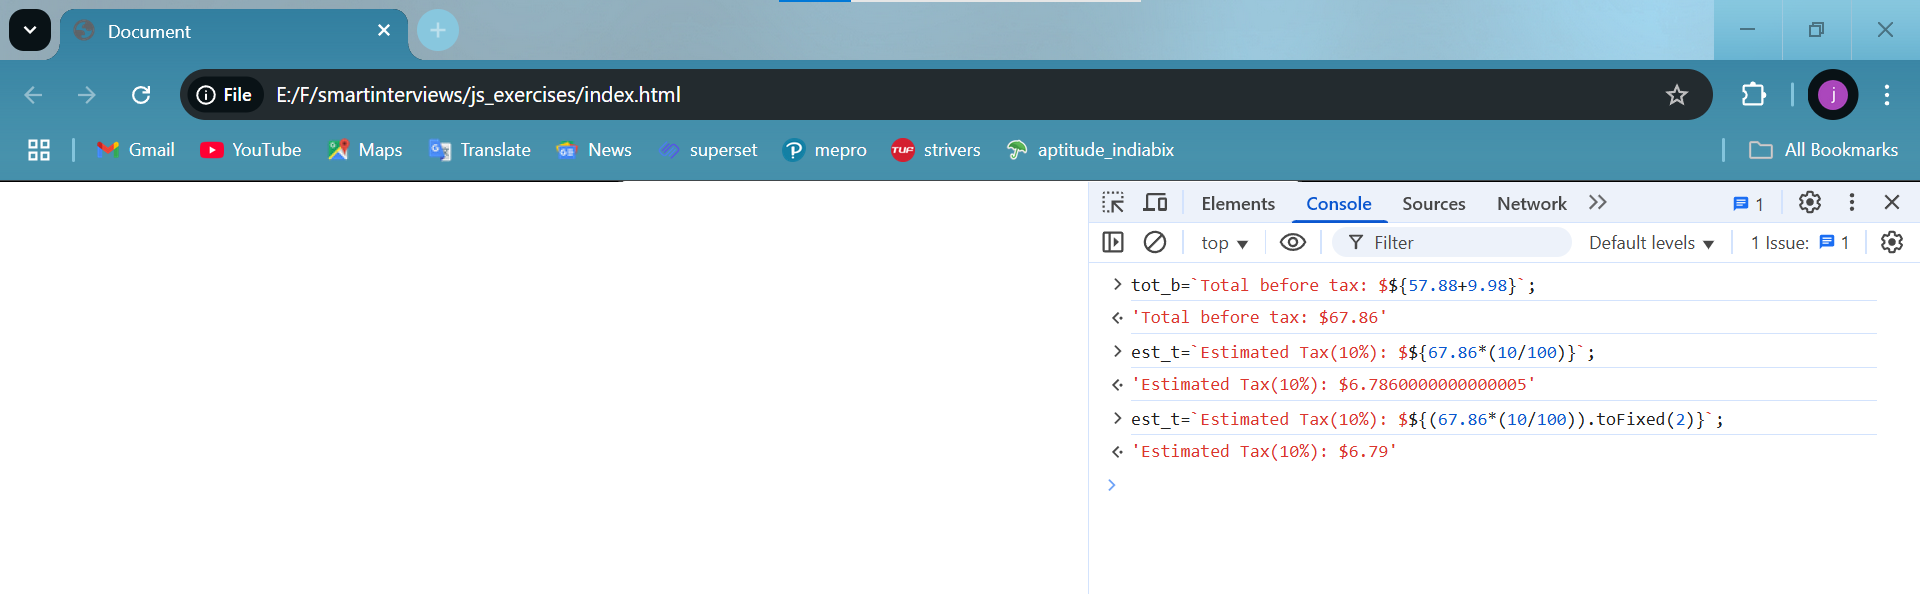 Document
File E:/F/smartinterviews/js_exercises/index.html j
Gmail YouTube Maps Translate News superset mepro TUF strivers aptitude_indiabix All Bookmarks
Elements Console Sources Network 1
top Filter Default levels 1 Issue: 1
tot_b=`Total before tax: $${57.88+9.98}`;
'Total before tax: $67.86'
est_t=`Estimated Tax(10%): $${67.86*(10/100)}`;
'Estimated Tax(10%): $6.7860000000000005'
est_t=`Estimated Tax(10%): $${(67.86*(10/100)).toFixed(2)}`;
'Estimated Tax(10%): $6.79'